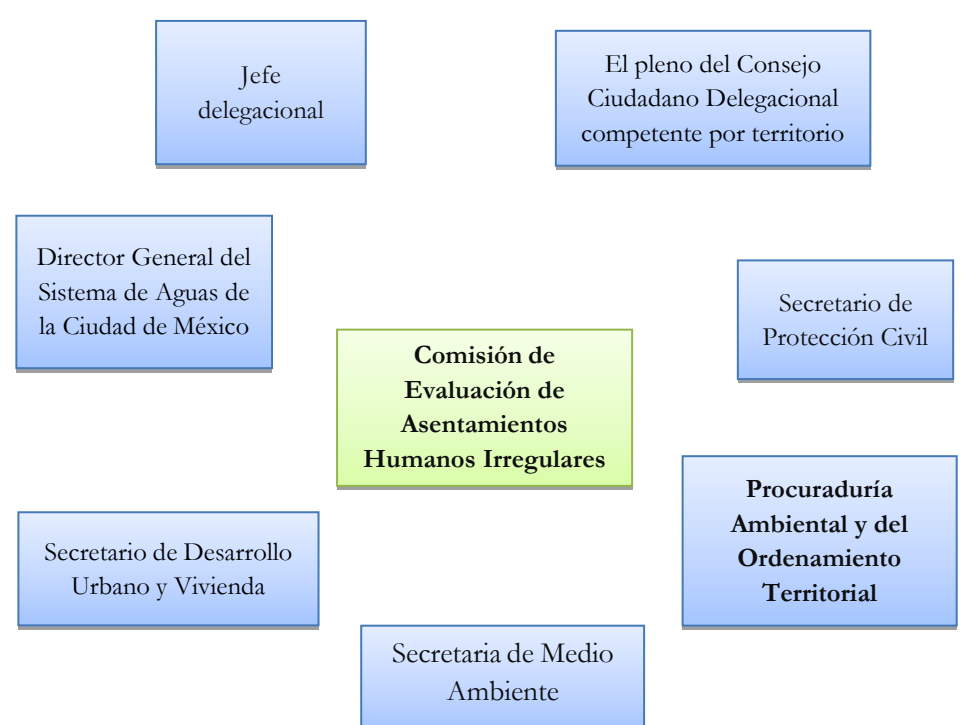 Jefe
delegacional
El pleno del Consejo
Ciudadano Delegacional
competente por territorio
Director General del
Sistema de Aguas de
la Ciudad de México
Secretario de
Protección Civil
Comisión de
Evaluación de
Asentamientos
Humanos Irregulares
Procuraduría
Ambiental y del
Ordenamiento
Territorial
Secretario de Desarrollo
Urbano y Vivienda
Secretaria de Medio
Ambiente